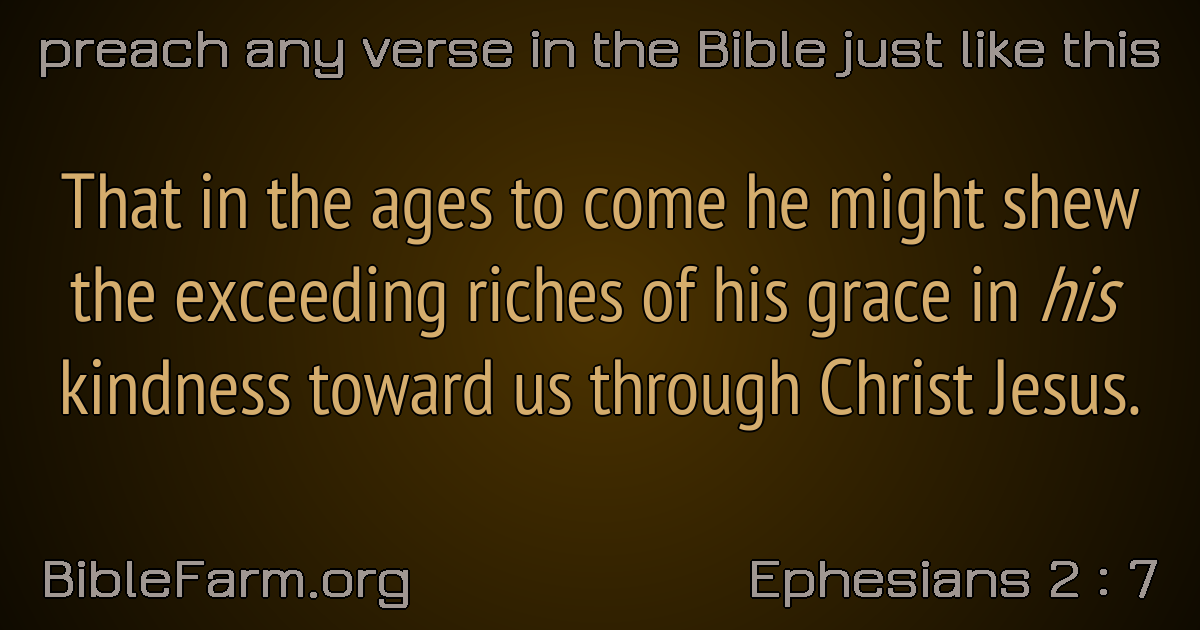 preach any verse in the Bible just like this
That in the ages to come he might shew
the exceeding riches of his grace in his
kindness toward us through Christ Jesus.
BibleFarm.org
Ephesians 2 : 7